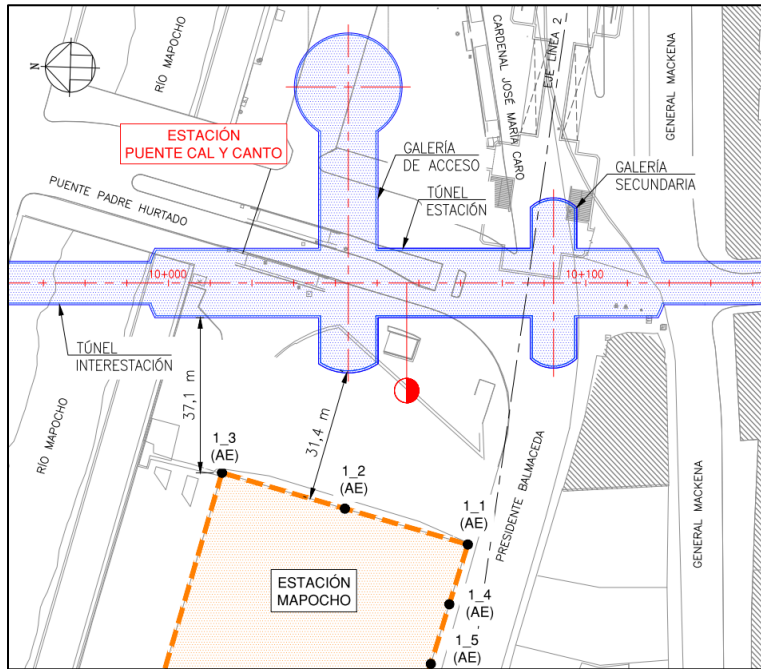 N
RÍO MAPOCHO
CARDENAL JOSÉ MARÍA CARO
EJE LÍNEA 2
GENERAL MACKENA
ESTACIÓN
PUENTE CAL Y CANTO
GALERÍA
DE ACCESO
GALERÍA
SECUNDARIA
TÚNEL
ESTACIÓN
PUENTE PADRE HURTADO
10+000
10+100
TÚNEL
INTERESTACIÓN
37,1 m
31,4 m
RÍO MAPOCHO
1_3
(AE)
1_2
(AE)
1_1
(AE)
PRESIDENTE BALMACEDA
GENERAL MACKENA
ESTACIÓN
MAPOCHO
1_4
(AE)
1_5
(AE)